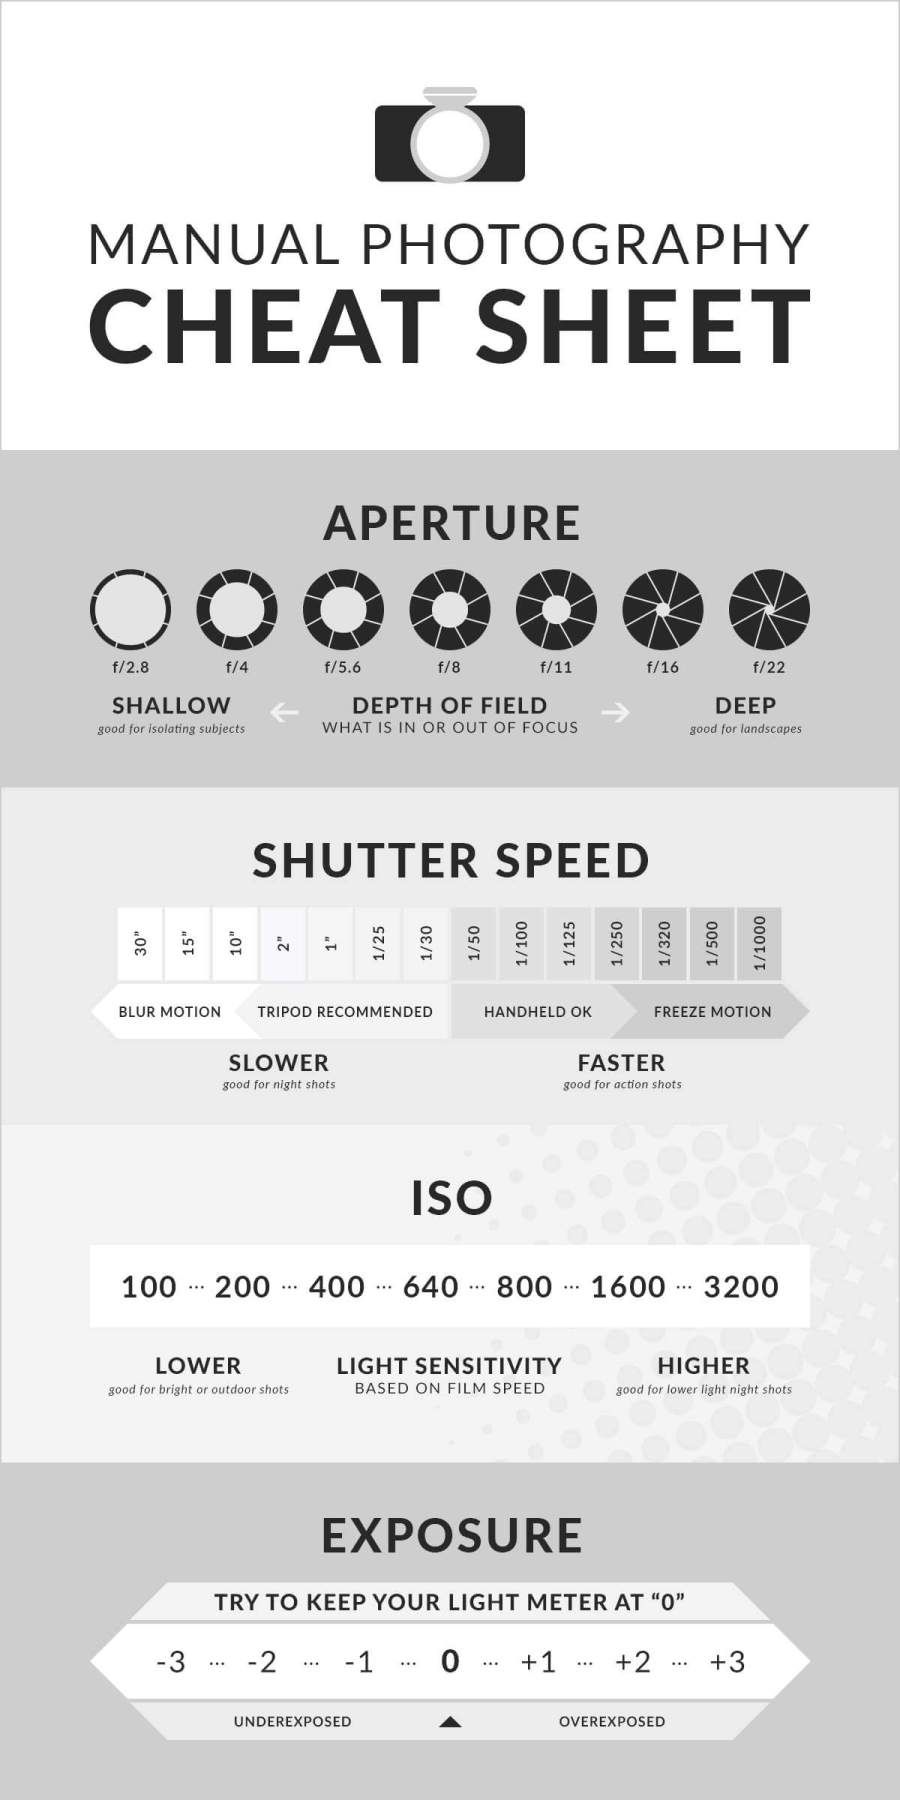 MANUAL PHOTOGRAPHY
CHEAT SHEET
APERTURE
f/2.8 f/4 f/5.6 f/8 f/11 f/16 f/22
SHALLOW
good for isolating subjects
DEPTH OF FIELD
WHAT IS IN OR OUT OF FOCUS
DEEP
good for landscapes
SHUTTER SPEED
30" 15" 10" 2" 1" 1/25 1/30 1/50 1/100 1/125 1/250 1/320 1/500 1/1000
BLUR MOTION TRIPOD RECOMMENDED HANDHELD OK FREEZE MOTION
SLOWER
good for night shots
FASTER
good for action shots
ISO
100 ... 200 ... 400 ... 640 ... 800 ... 1600 ... 3200
LOWER
good for bright or outdoor shots
LIGHT SENSITIVITY
BASED ON FILM SPEED
HIGHER
good for lower light night shots
EXPOSURE
TRY TO KEEP YOUR LIGHT METER AT “0”
-3 ... -2 ... -1 ... 0 ... +1 ... +2 ... +3
UNDEREXPOSED OVEREXPOSED